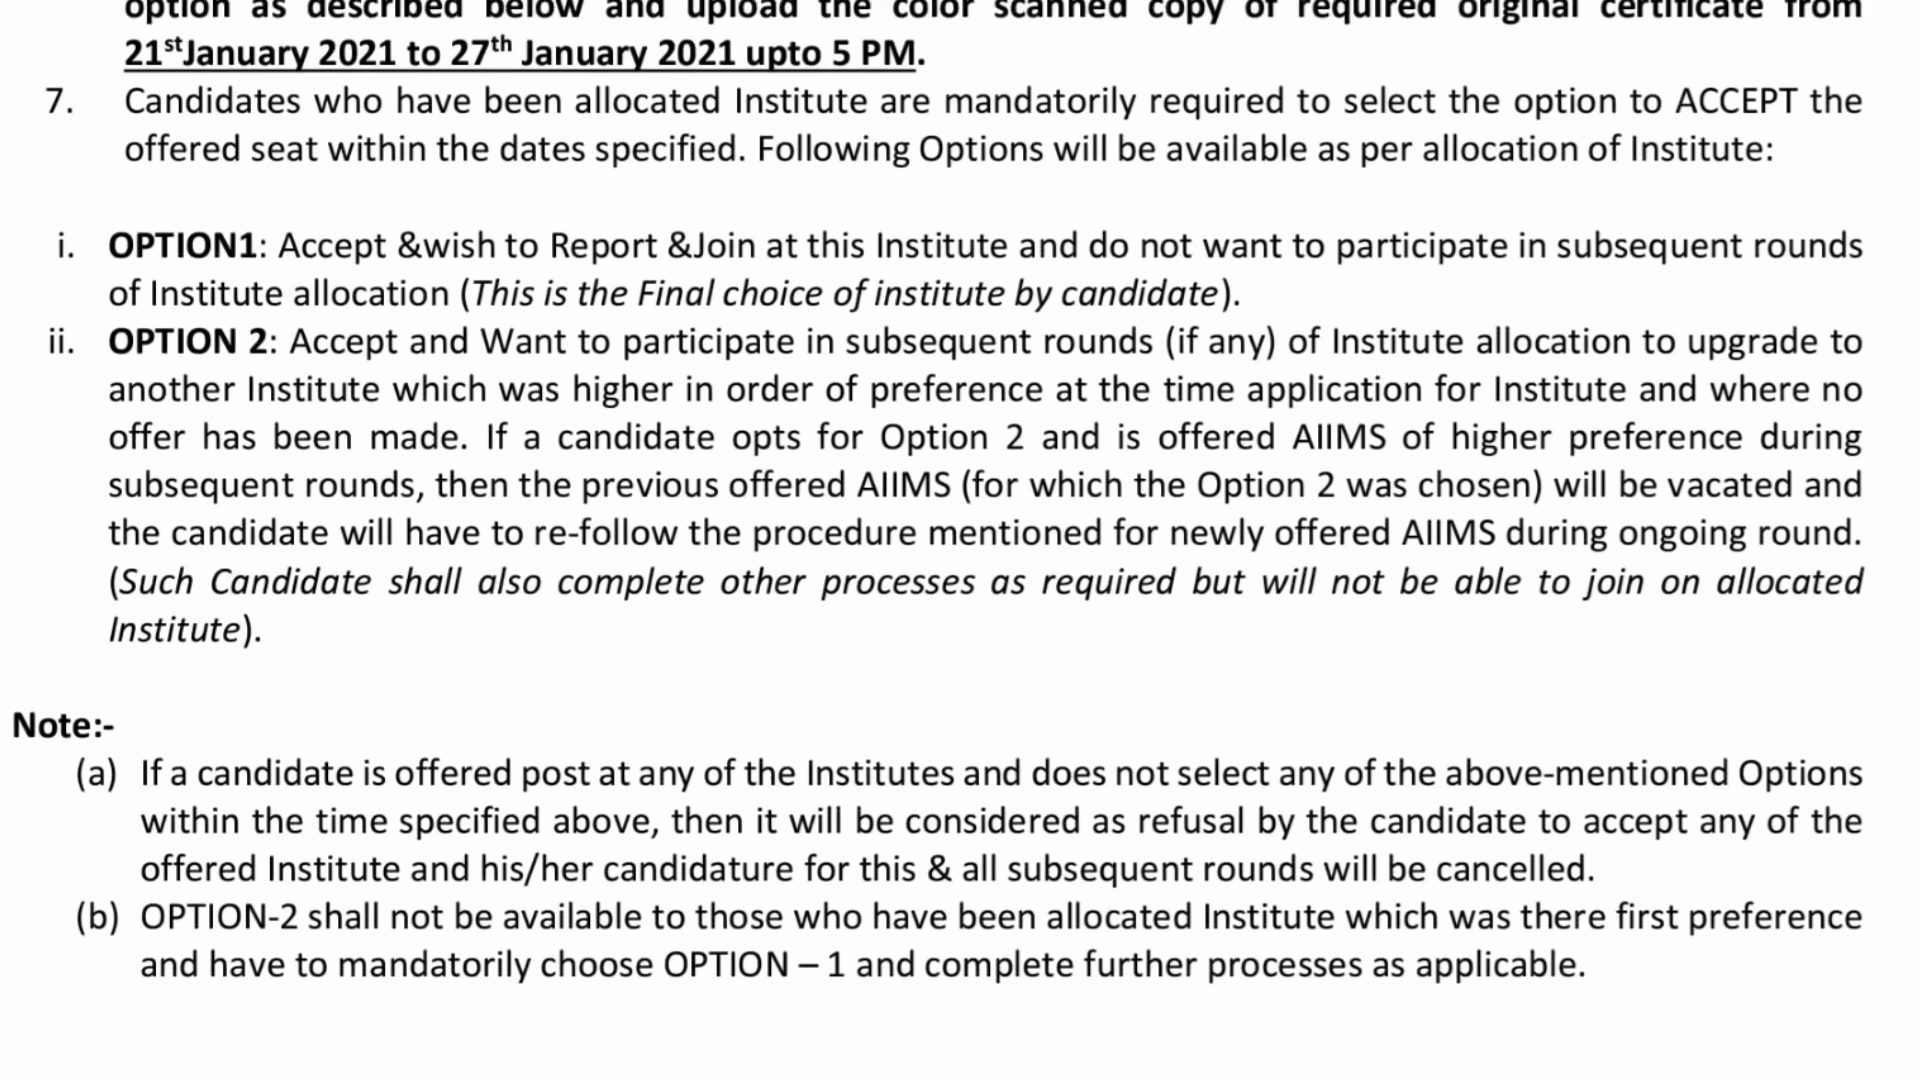 option as described below and upload the color scanned copy of required original certificate from
21stJanuary 2021 to 27th January 2021 upto 5 PM.
7. Candidates who have been allocated Institute are mandatorily required to select the option to ACCEPT the
offered seat within the dates specified. Following Options will be available as per allocation of Institute:
i. OPTION1: Accept &wish to Report &Join at this Institute and do not want to participate in subsequent rounds
of Institute allocation (This is the Final choice of institute by candidate).
ii. OPTION 2: Accept and Want to participate in subsequent rounds (if any) of Institute allocation to upgrade to
another Institute which was higher in order of preference at the time application for Institute and where no
offer has been made. If a candidate opts for Option 2 and is offered AIIMS of higher preference during
subsequent rounds, then the previous offered AIIMS (for which the Option 2 was chosen) will be vacated and
the candidate will have to re-follow the procedure mentioned for newly offered AIIMS during ongoing round.
(Such Candidate shall also complete other processes as required but will not be able to join on allocated
Institute).
Note:-
(a) If a candidate is offered post at any of the Institutes and does not select any of the above-mentioned Options
within the time specified above, then it will be considered as refusal by the candidate to accept any of the
offered Institute and his/her candidature for this & all subsequent rounds will be cancelled.
(b) OPTION-2 shall not be available to those who have been allocated Institute which was there first preference
and have to mandatorily choose OPTION – 1 and complete further processes as applicable.